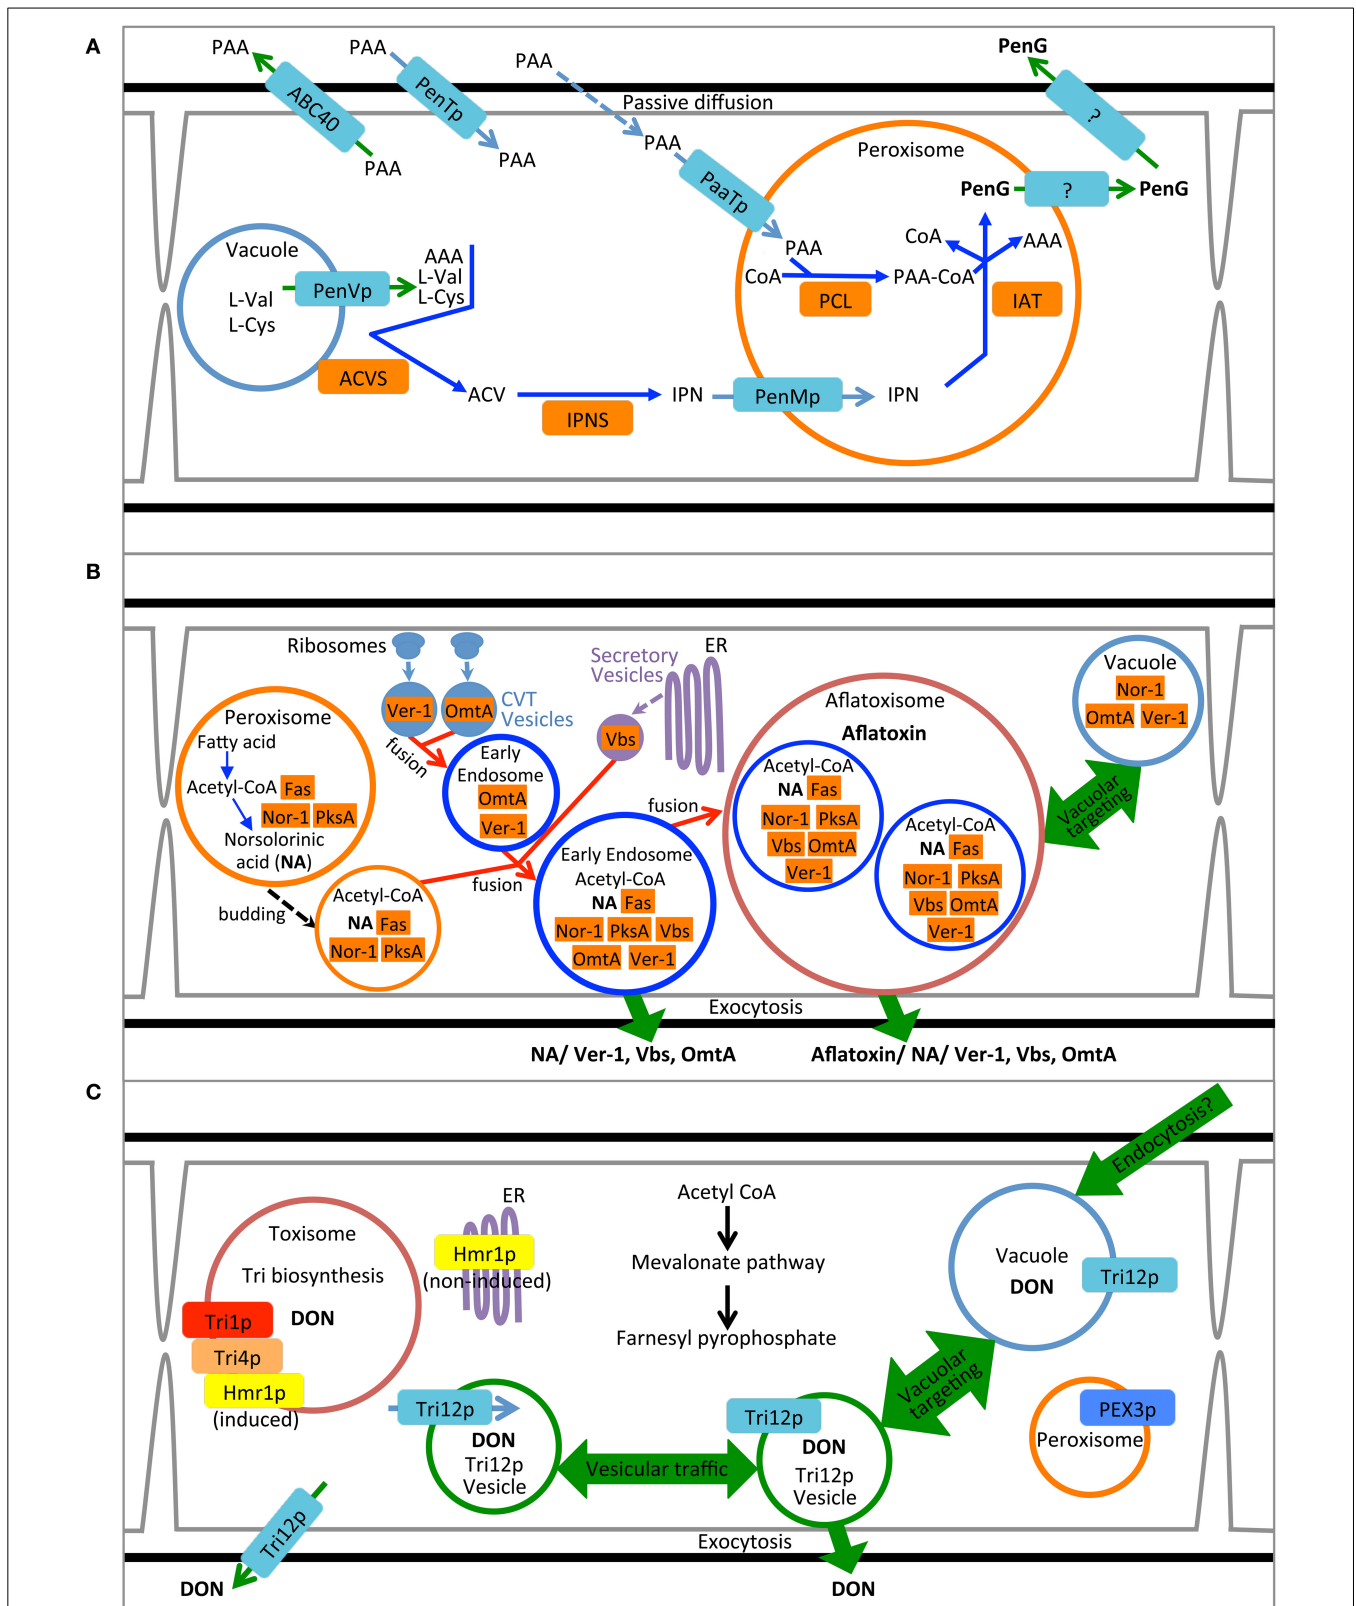 A
PAA
PAA
PAA
PenG
ABC40
PenTp
Passive diffusion
?
PAA
PAA
PAA
PaaTp
Peroxisome
PenG
?
PenG
Vacuole
L-Val
L-Cys
PenVp
AAA
L-Val
L-Cys
PAA
CoA
PCL
PAA-CoA
CoA
AAA
IAT
ACVS
ACV
IPNS
IPN
PenMp
IPN
B
Ribosomes
Ver-1
OmtA
CVT
Vesicles
Secretory
Vesicles
ER
Vbs
Peroxisome
Fatty acid
Acetyl-CoA
Fas
Nor-1
PksA
Norsolorinic
acid (NA)
fusion
Early
Endosome
OmtA
Ver-1
budding
Acetyl-CoA
NA
Fas
Nor-1
PksA
fusion
Early Endosome
Acetyl-CoA
NA
Fas
Nor-1
PksA
Vbs
OmtA
Ver-1
fusion
Aflatoxisome
Aflatoxin
Acetyl-CoA
NA
Fas
Nor-1
PksA
Vbs
OmtA
Ver-1
Acetyl-CoA
NA
Fas
Nor-1
PksA
Vbs
OmtA
Ver-1
Vacuole
Nor-1
OmtA
Ver-1
Vacuolar
targeting
Exocytosis
NA/ Ver-1, Vbs, OmtA
Aflatoxin/ NA/ Ver-1, Vbs, OmtA
C
Endocytosis?
Toxisome
Tri biosynthesis
DON
Tri1p
Tri4p
Hmr1p
(induced)
ER
Hmr1p
(non-induced)
Acetyl CoA
Mevalonate pathway
Farnesyl pyrophosphate
Vacuole
DON
Tri12p
Vacuolar
targeting
Tri12p
DON
Tri12p
Vesicle
Vesicular traffic
Tri12p
DON
Tri12p
Vesicle
PEX3p
Peroxisome
Tri12p
Exocytosis
DON
DON